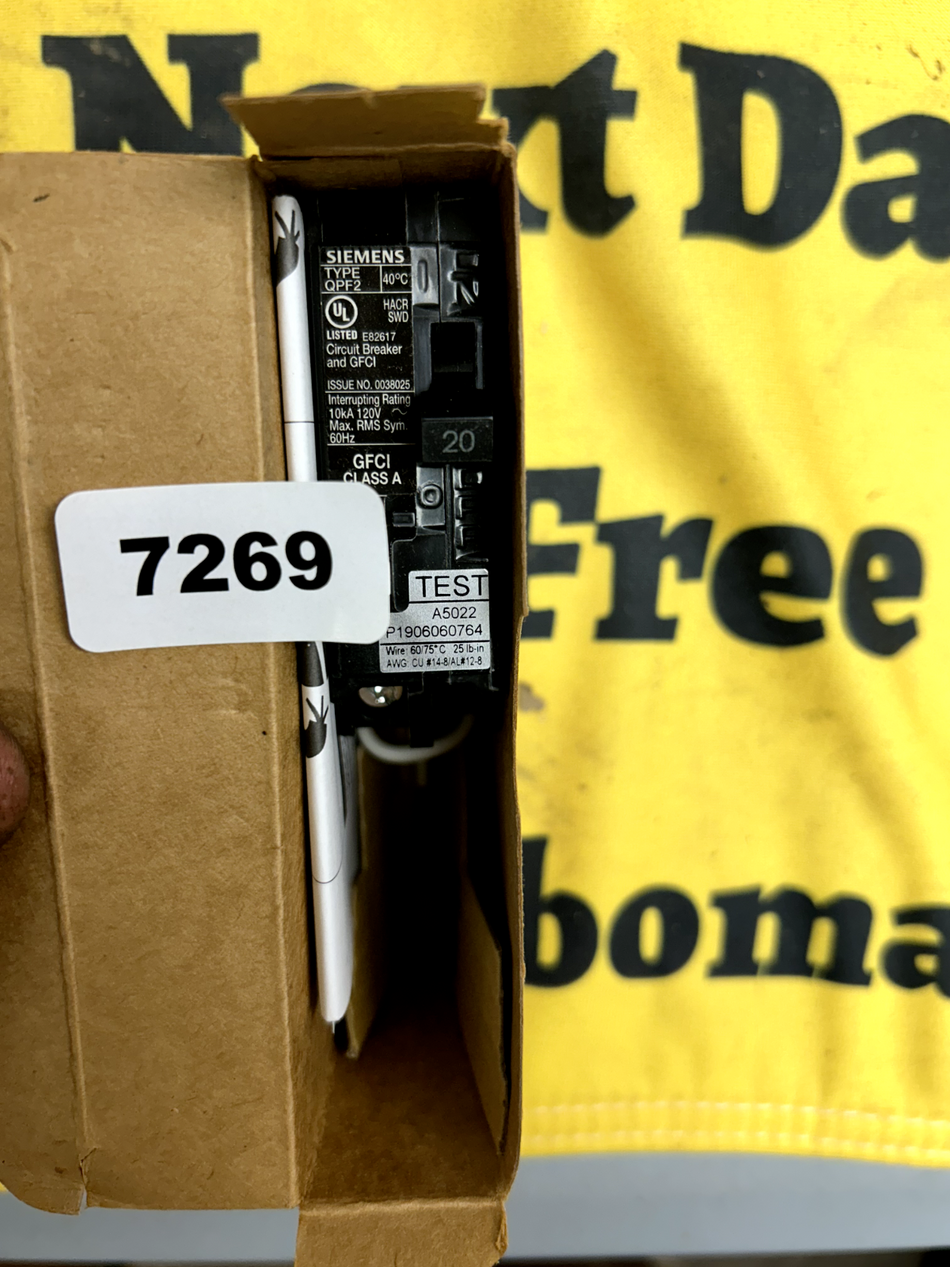 Next Da
SIEMENS
TYPE
QPF2
40°C
UL
HACR
SWD
LISTED E82617
Circuit Breaker
and GFCI
ISSUE NO. 0038025
Interrupting Rating
10kA 120V ~
Max. RMS Sym.
60Hz
20
GFCI
CLASS A
7269
Free
TEST
A5022
P1906060764
Wire: 60/75°C 25 lb-in
AWG: CU #14-8/AL#12-8
boma